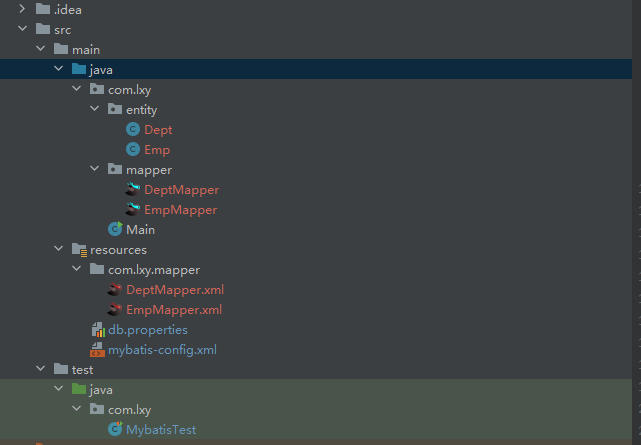 .idea
src
main
java
com.lxy
entity
Dept
Emp
mapper
DeptMapper
EmpMapper
Main
resources
com.lxy.mapper
DeptMapper.xml
EmpMapper.xml
db.properties
mybatis-config.xml
test
java
com.lxy
MybatisTest